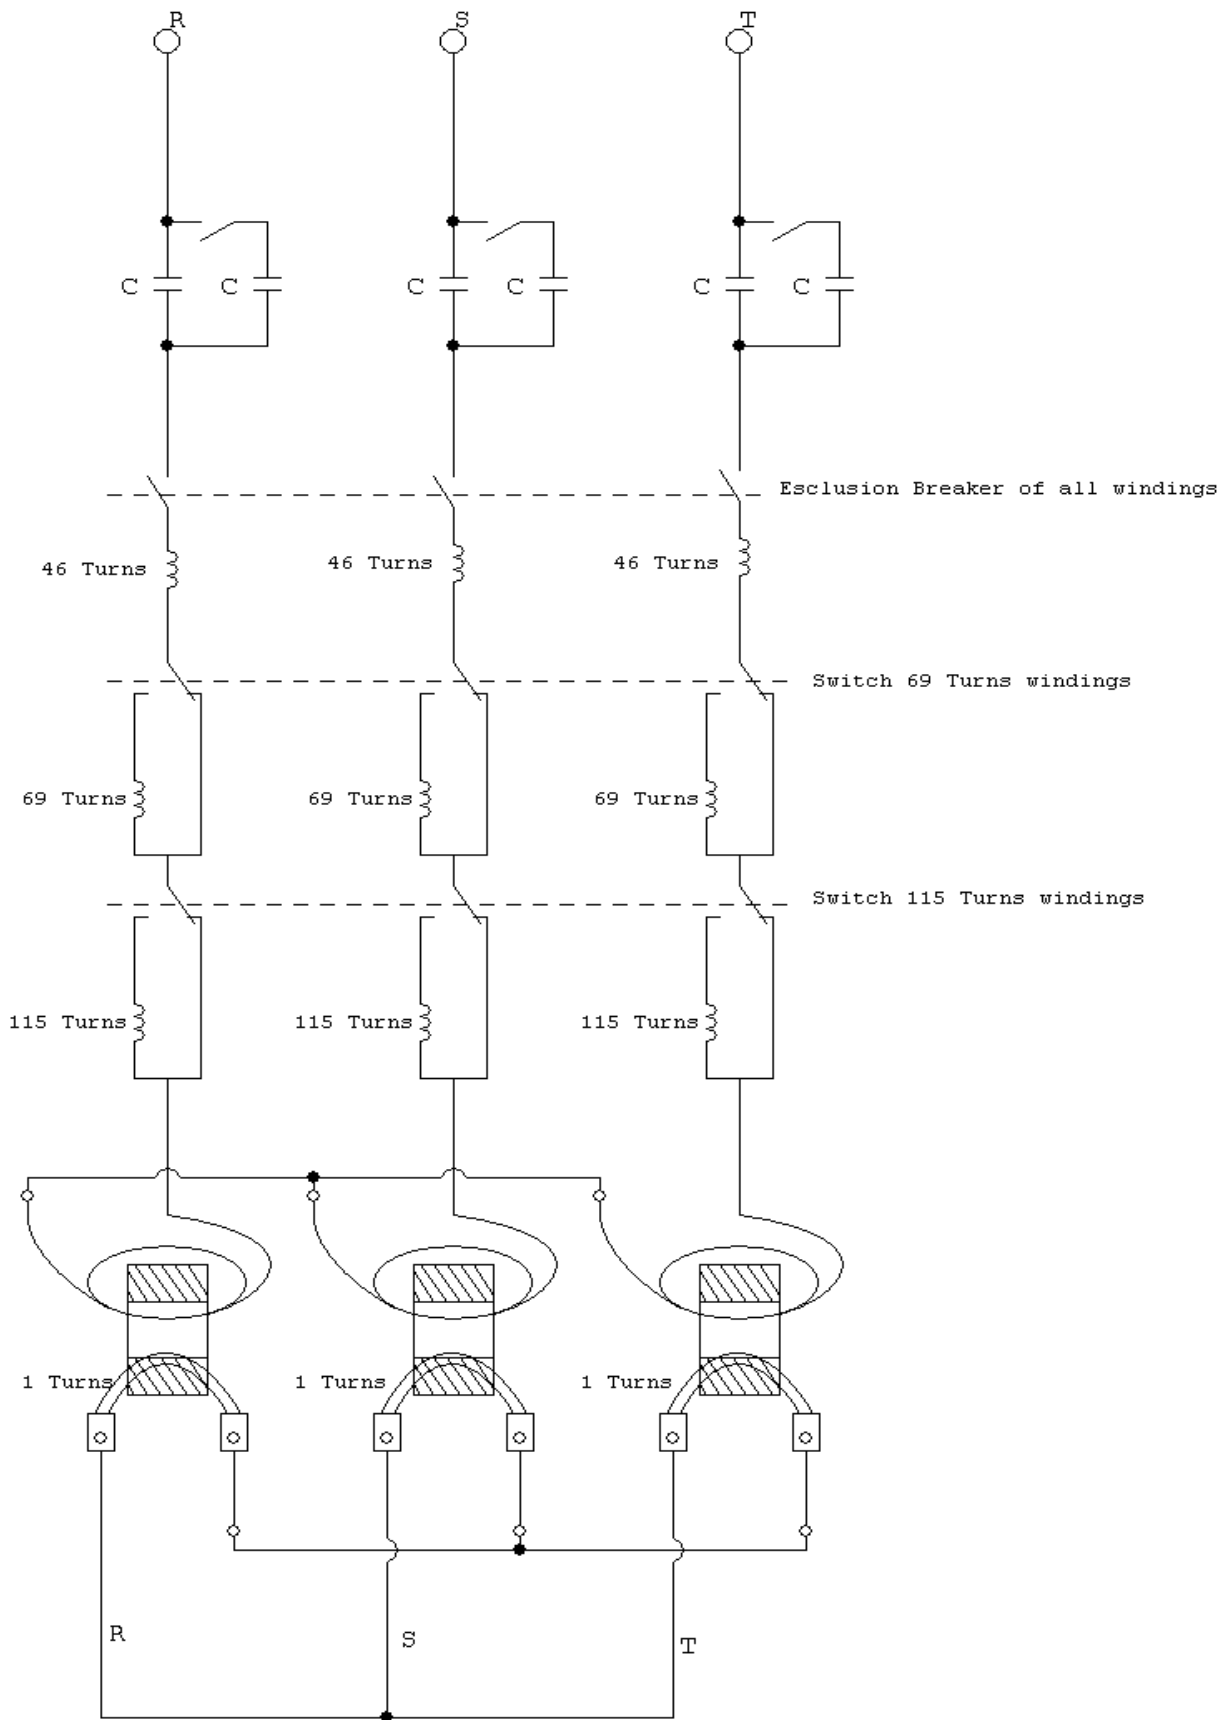 R S T
C C C C C C
Esclusion Breaker of all windings
46 Turns 46 Turns 46 Turns
Switch 69 Turns windings
69 Turns 69 Turns 69 Turns
Switch 115 Turns windings
115 Turns 115 Turns 115 Turns
1 Turns 1 Turns 1 Turns
R S T